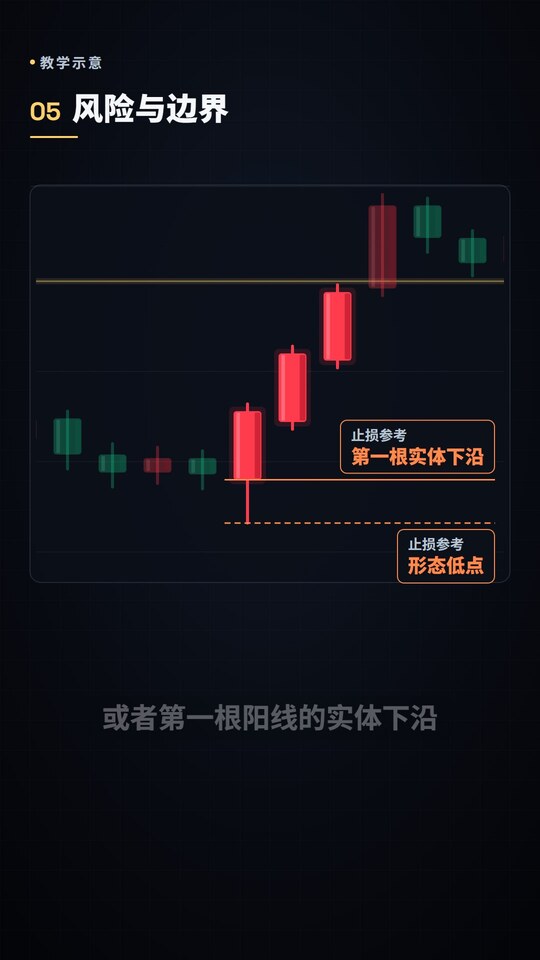 教学示意
05 风险与边界
止损参考
第一根实体下沿
止损参考
形态低点
或者第一根阳线的实体下沿